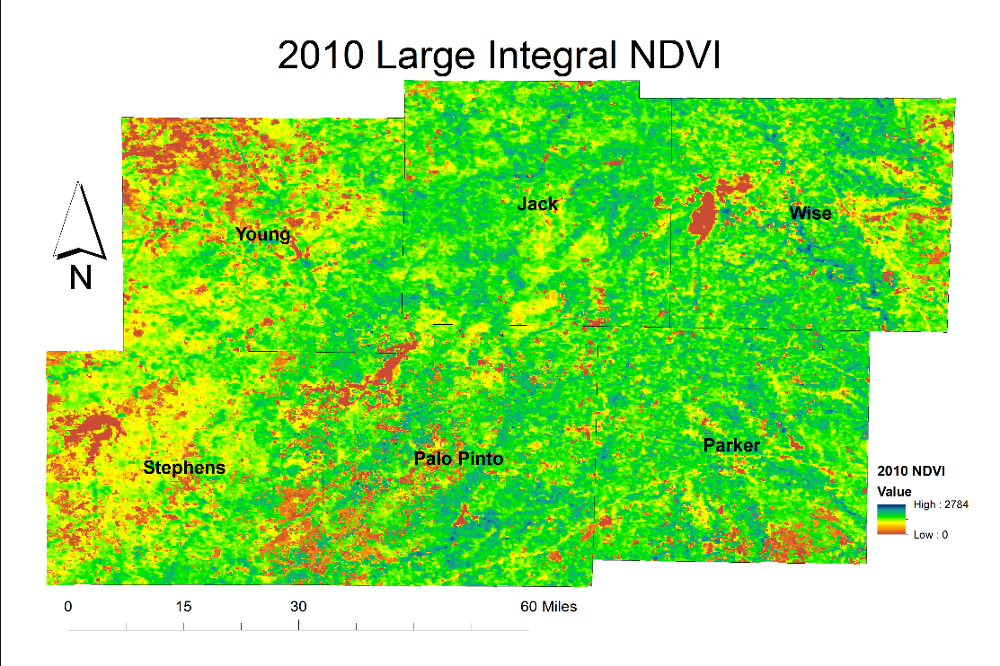 2010 Large Integral NDVI
Jack
Wise
Young
N
Parker
Palo Pinto
Stephens
2010 NDVI
Value
High : 2784
Low : 0
0 15 30 60 Miles